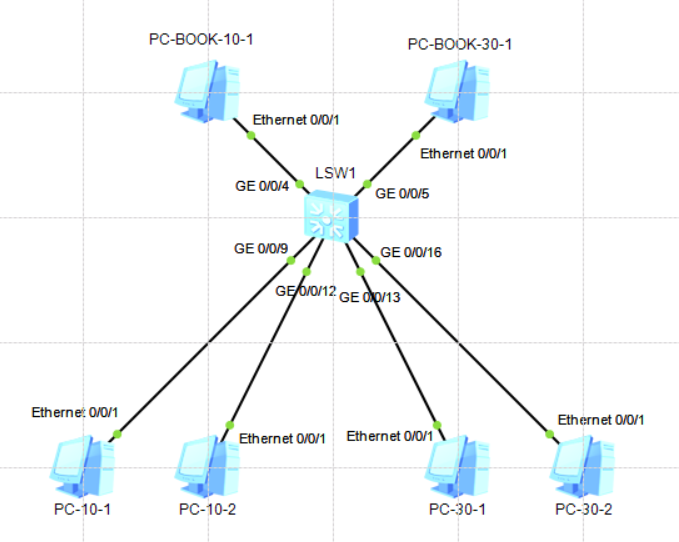 PC-BOOK-10-1
PC-BOOK-30-1
Ethernet 0/0/1
Ethernet 0/0/1
LSW1
GE 0/0/4
GE 0/0/5
GE 0/0/9
GE 0/0/16
GE 0/0/12
GE 0/0/13
Ethernet 0/0/1
Ethernet 0/0/1
Ethernet 0/0/1
Ethernet 0/0/1
PC-10-1
PC-10-2
PC-30-1
PC-30-2